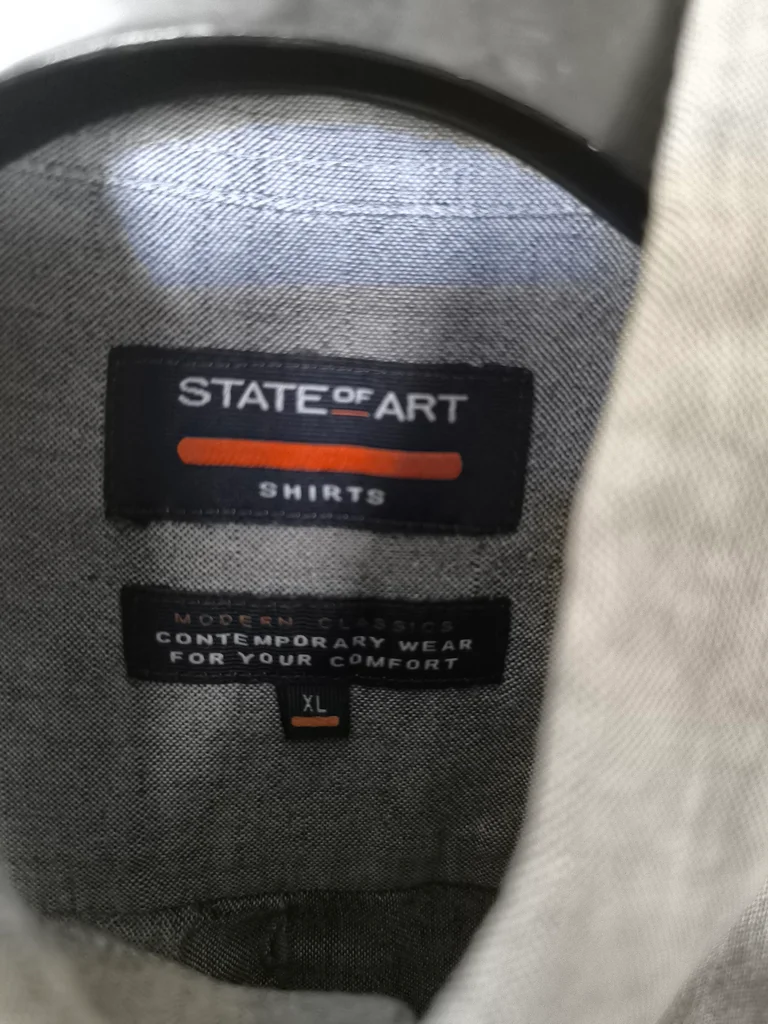 STATE OF ART
SHIRTS
MODERN CLASSICS
CONTEMPORARY WEAR
FOR YOUR COMFORT
XL